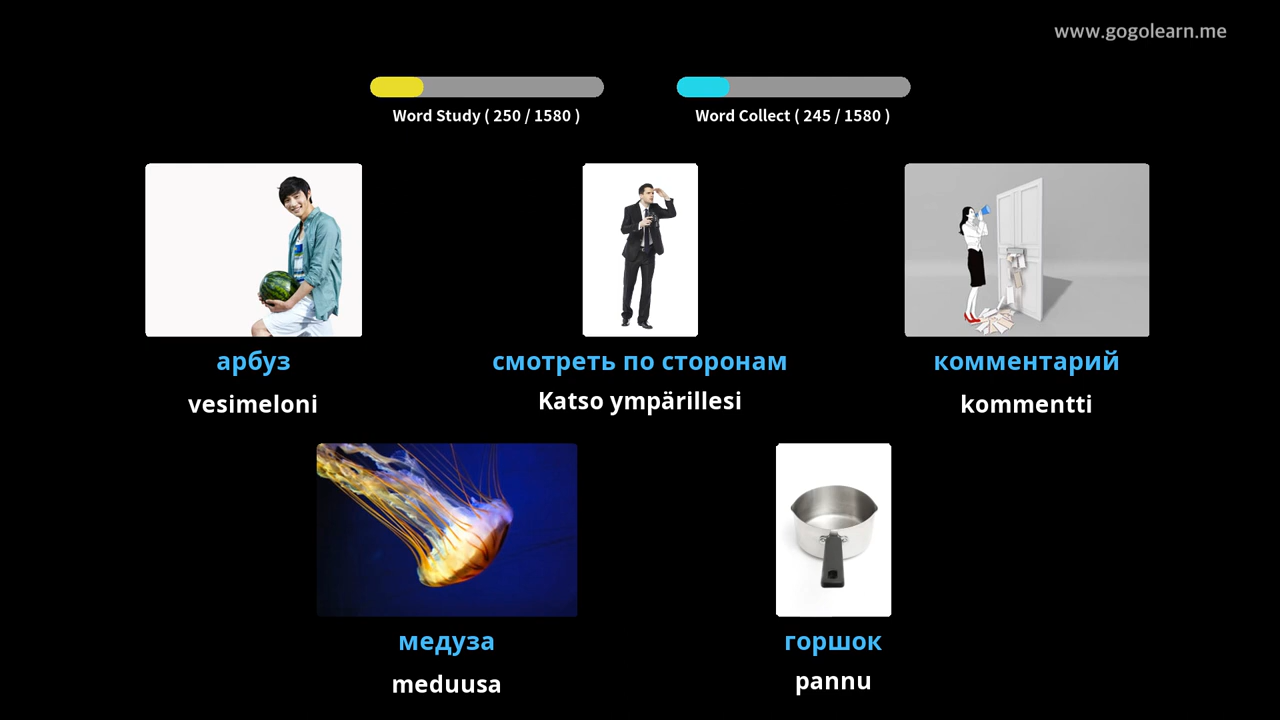 www.gogolearn.me
Word Study ( 250 / 1580 )
Word Collect ( 245 / 1580 )
арбуз
vesimeloni
смотреть по сторонам
Katso ympärillesi
комментарий
kommentti
медуза
meduusa
горшок
pannu